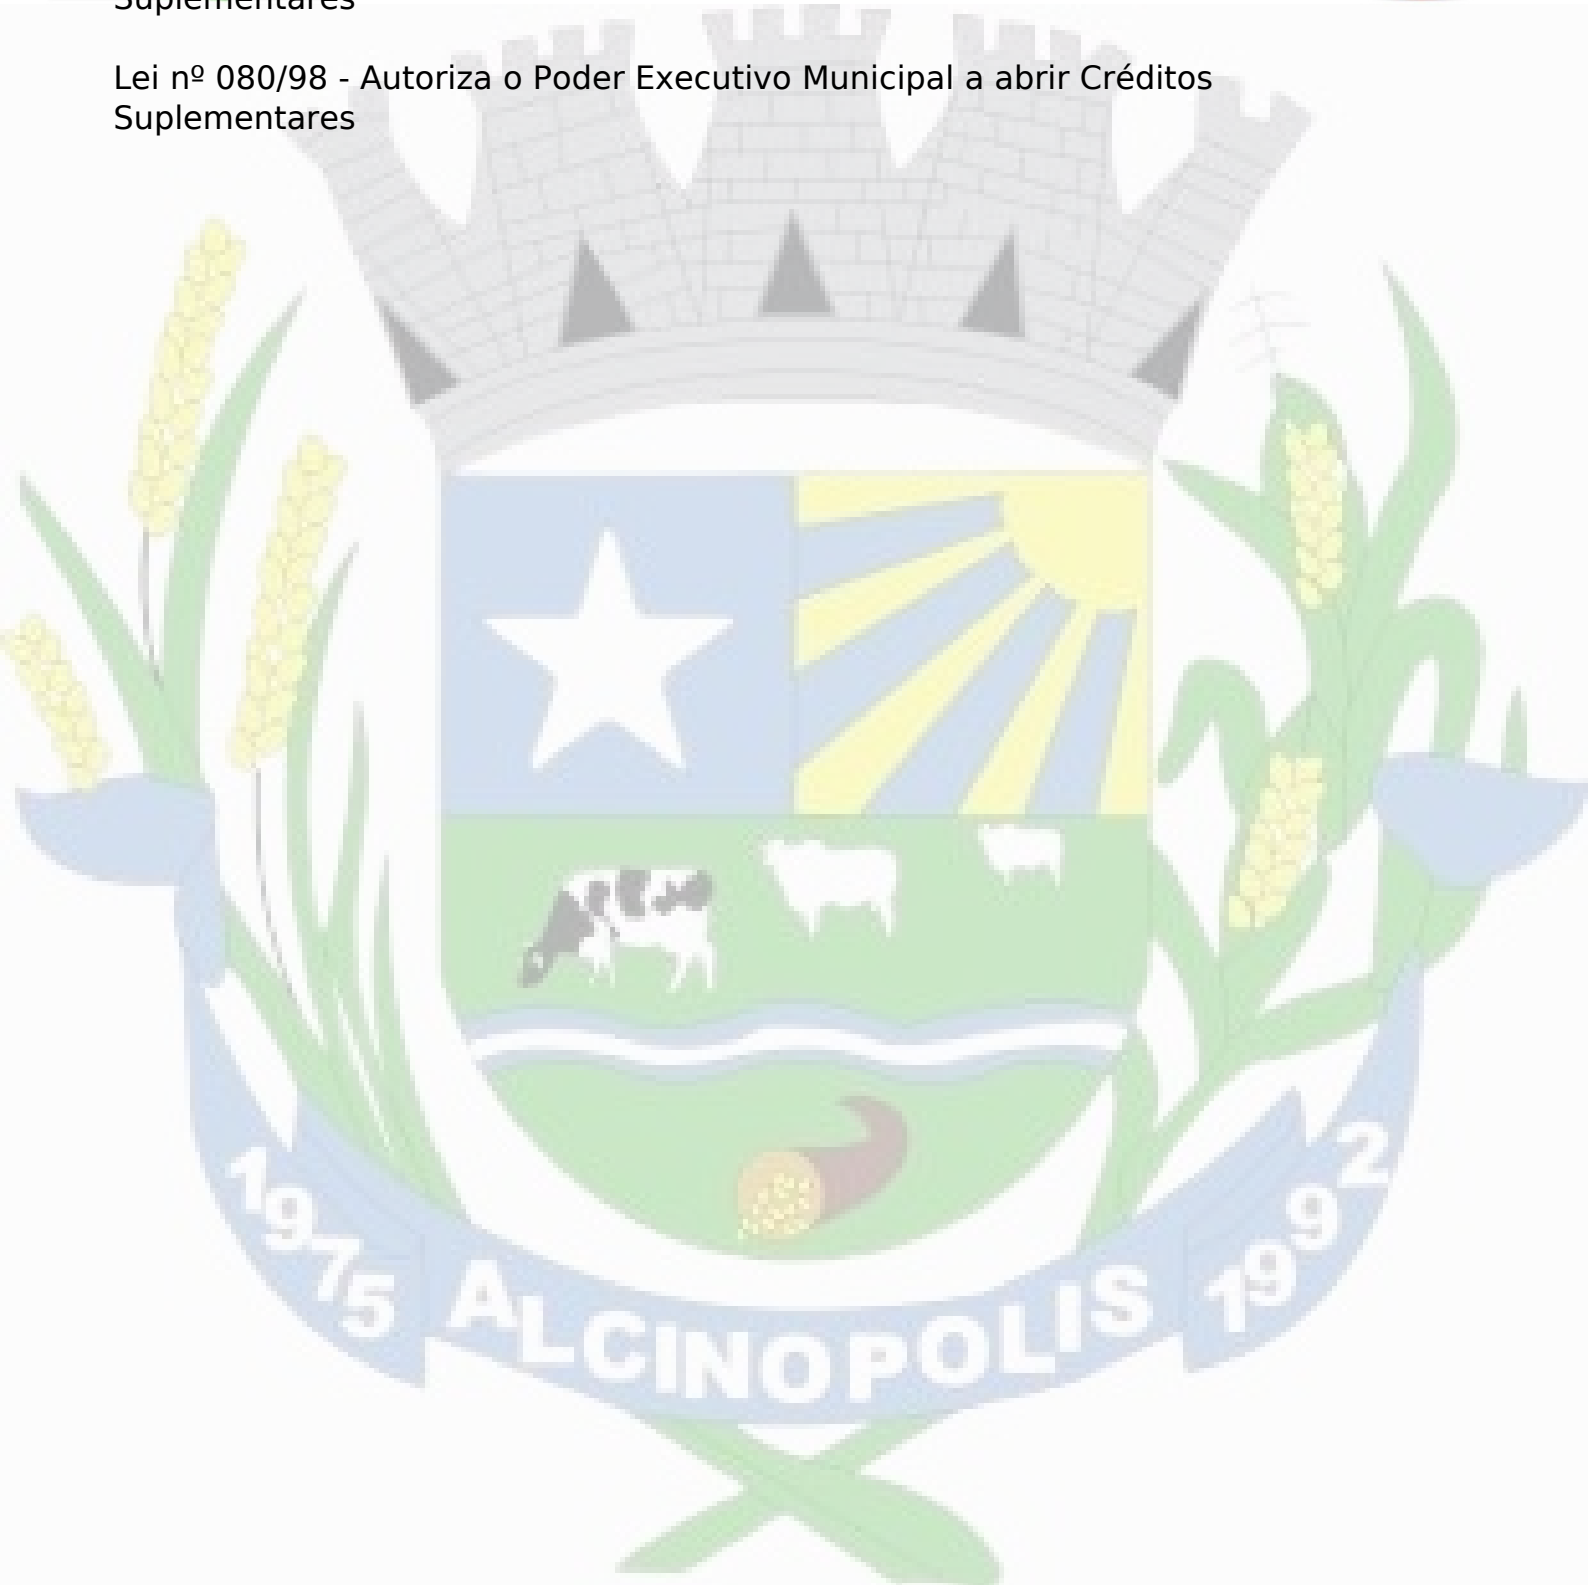 Suplementares
Lei nº 080/98 - Autoriza o Poder Executivo Municipal a abrir Créditos
Suplementares
1975 ALCINOPOLIS 1992